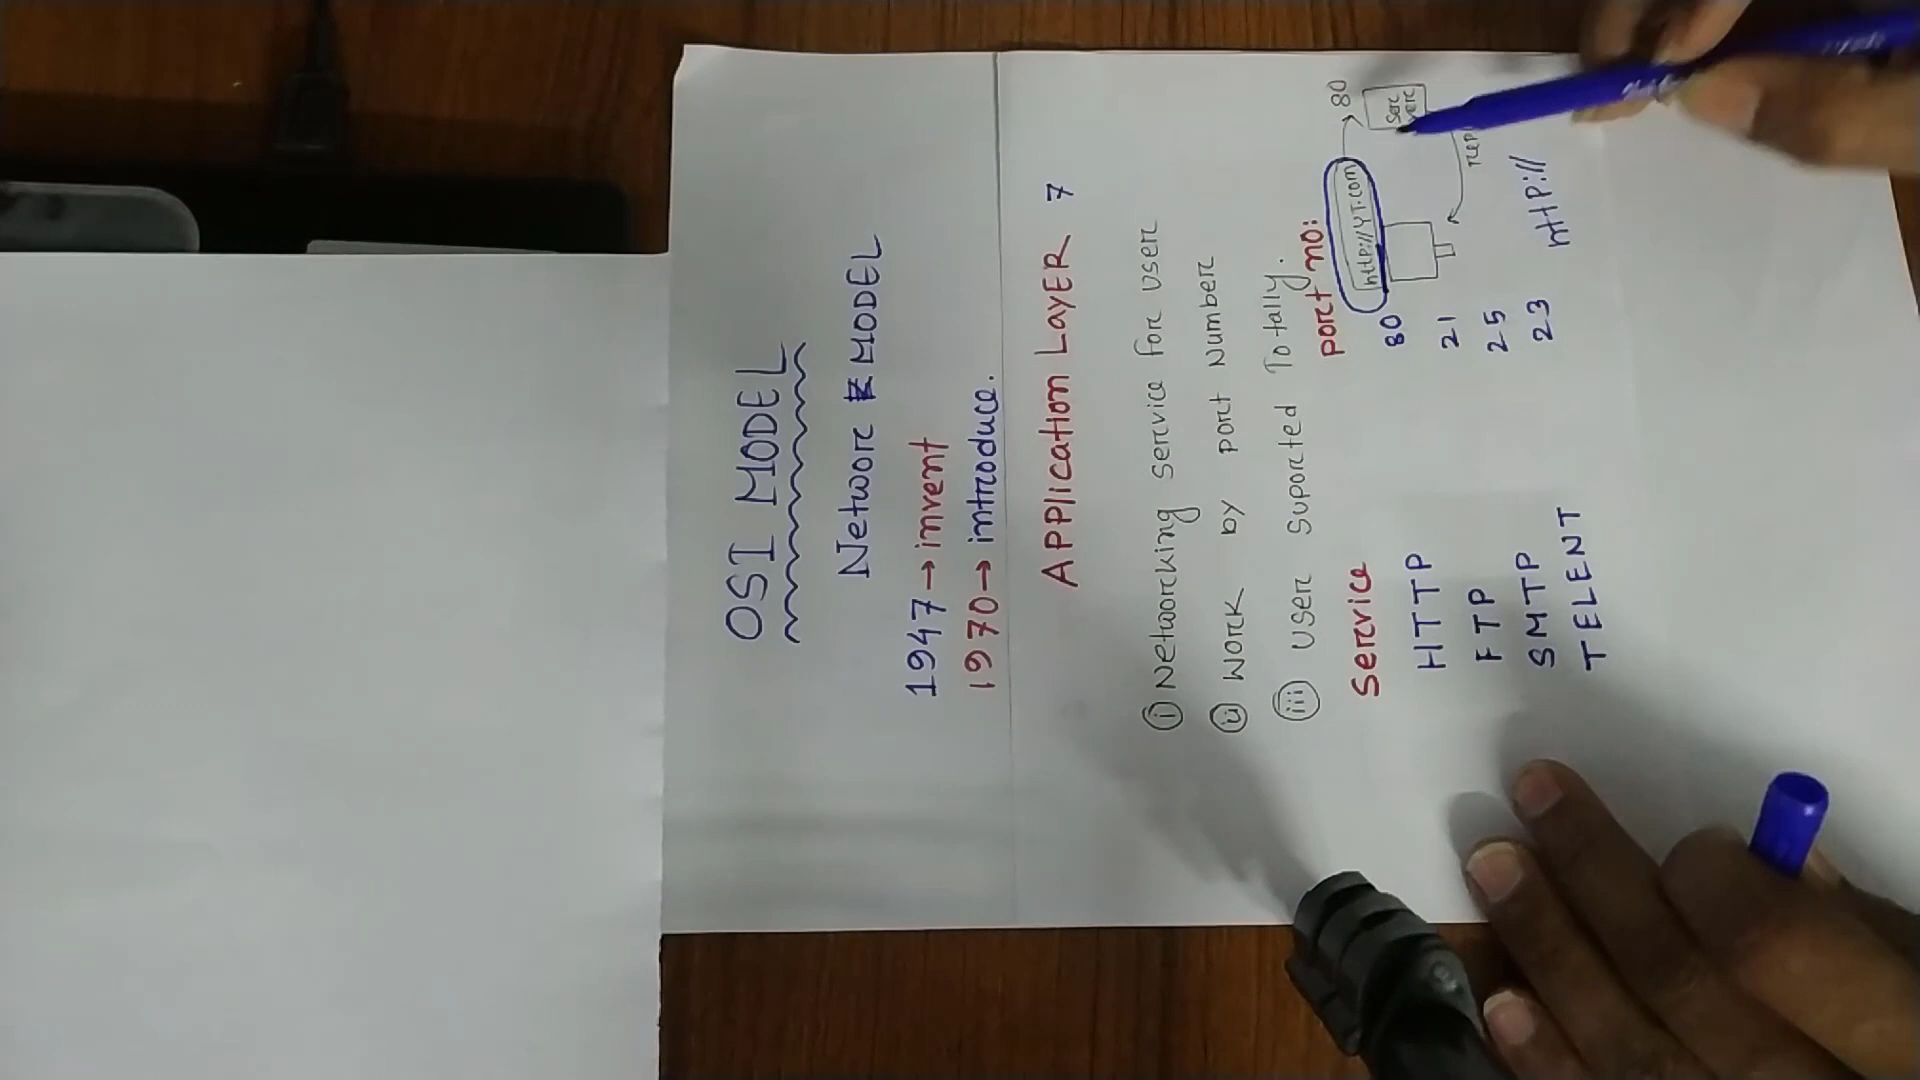 OSI MODEL
Networc K MODEL
1947 → invent
1970 → introduce.
APPlication LayER 7
i Networcking service for user
ii Work by port Number
iii User Suported Totally.
Service port no:
HTTP 80
FTP 21
SMTP 25
TELENT 23
http://YT.com
80
http://